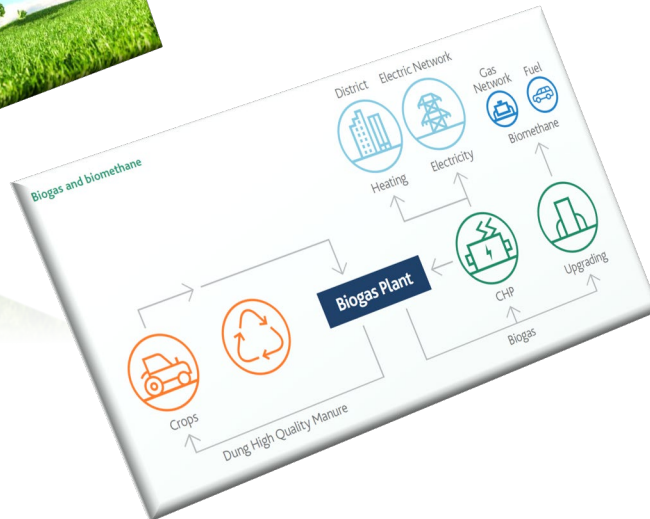 Biogas and biomethane
District
Electric Network
Gas
Network
Fuel
Heating
Electricity
Biomethane
Biogas Plant
CHP
Upgrading
Biogas
Crops
Dung High Quality Manure